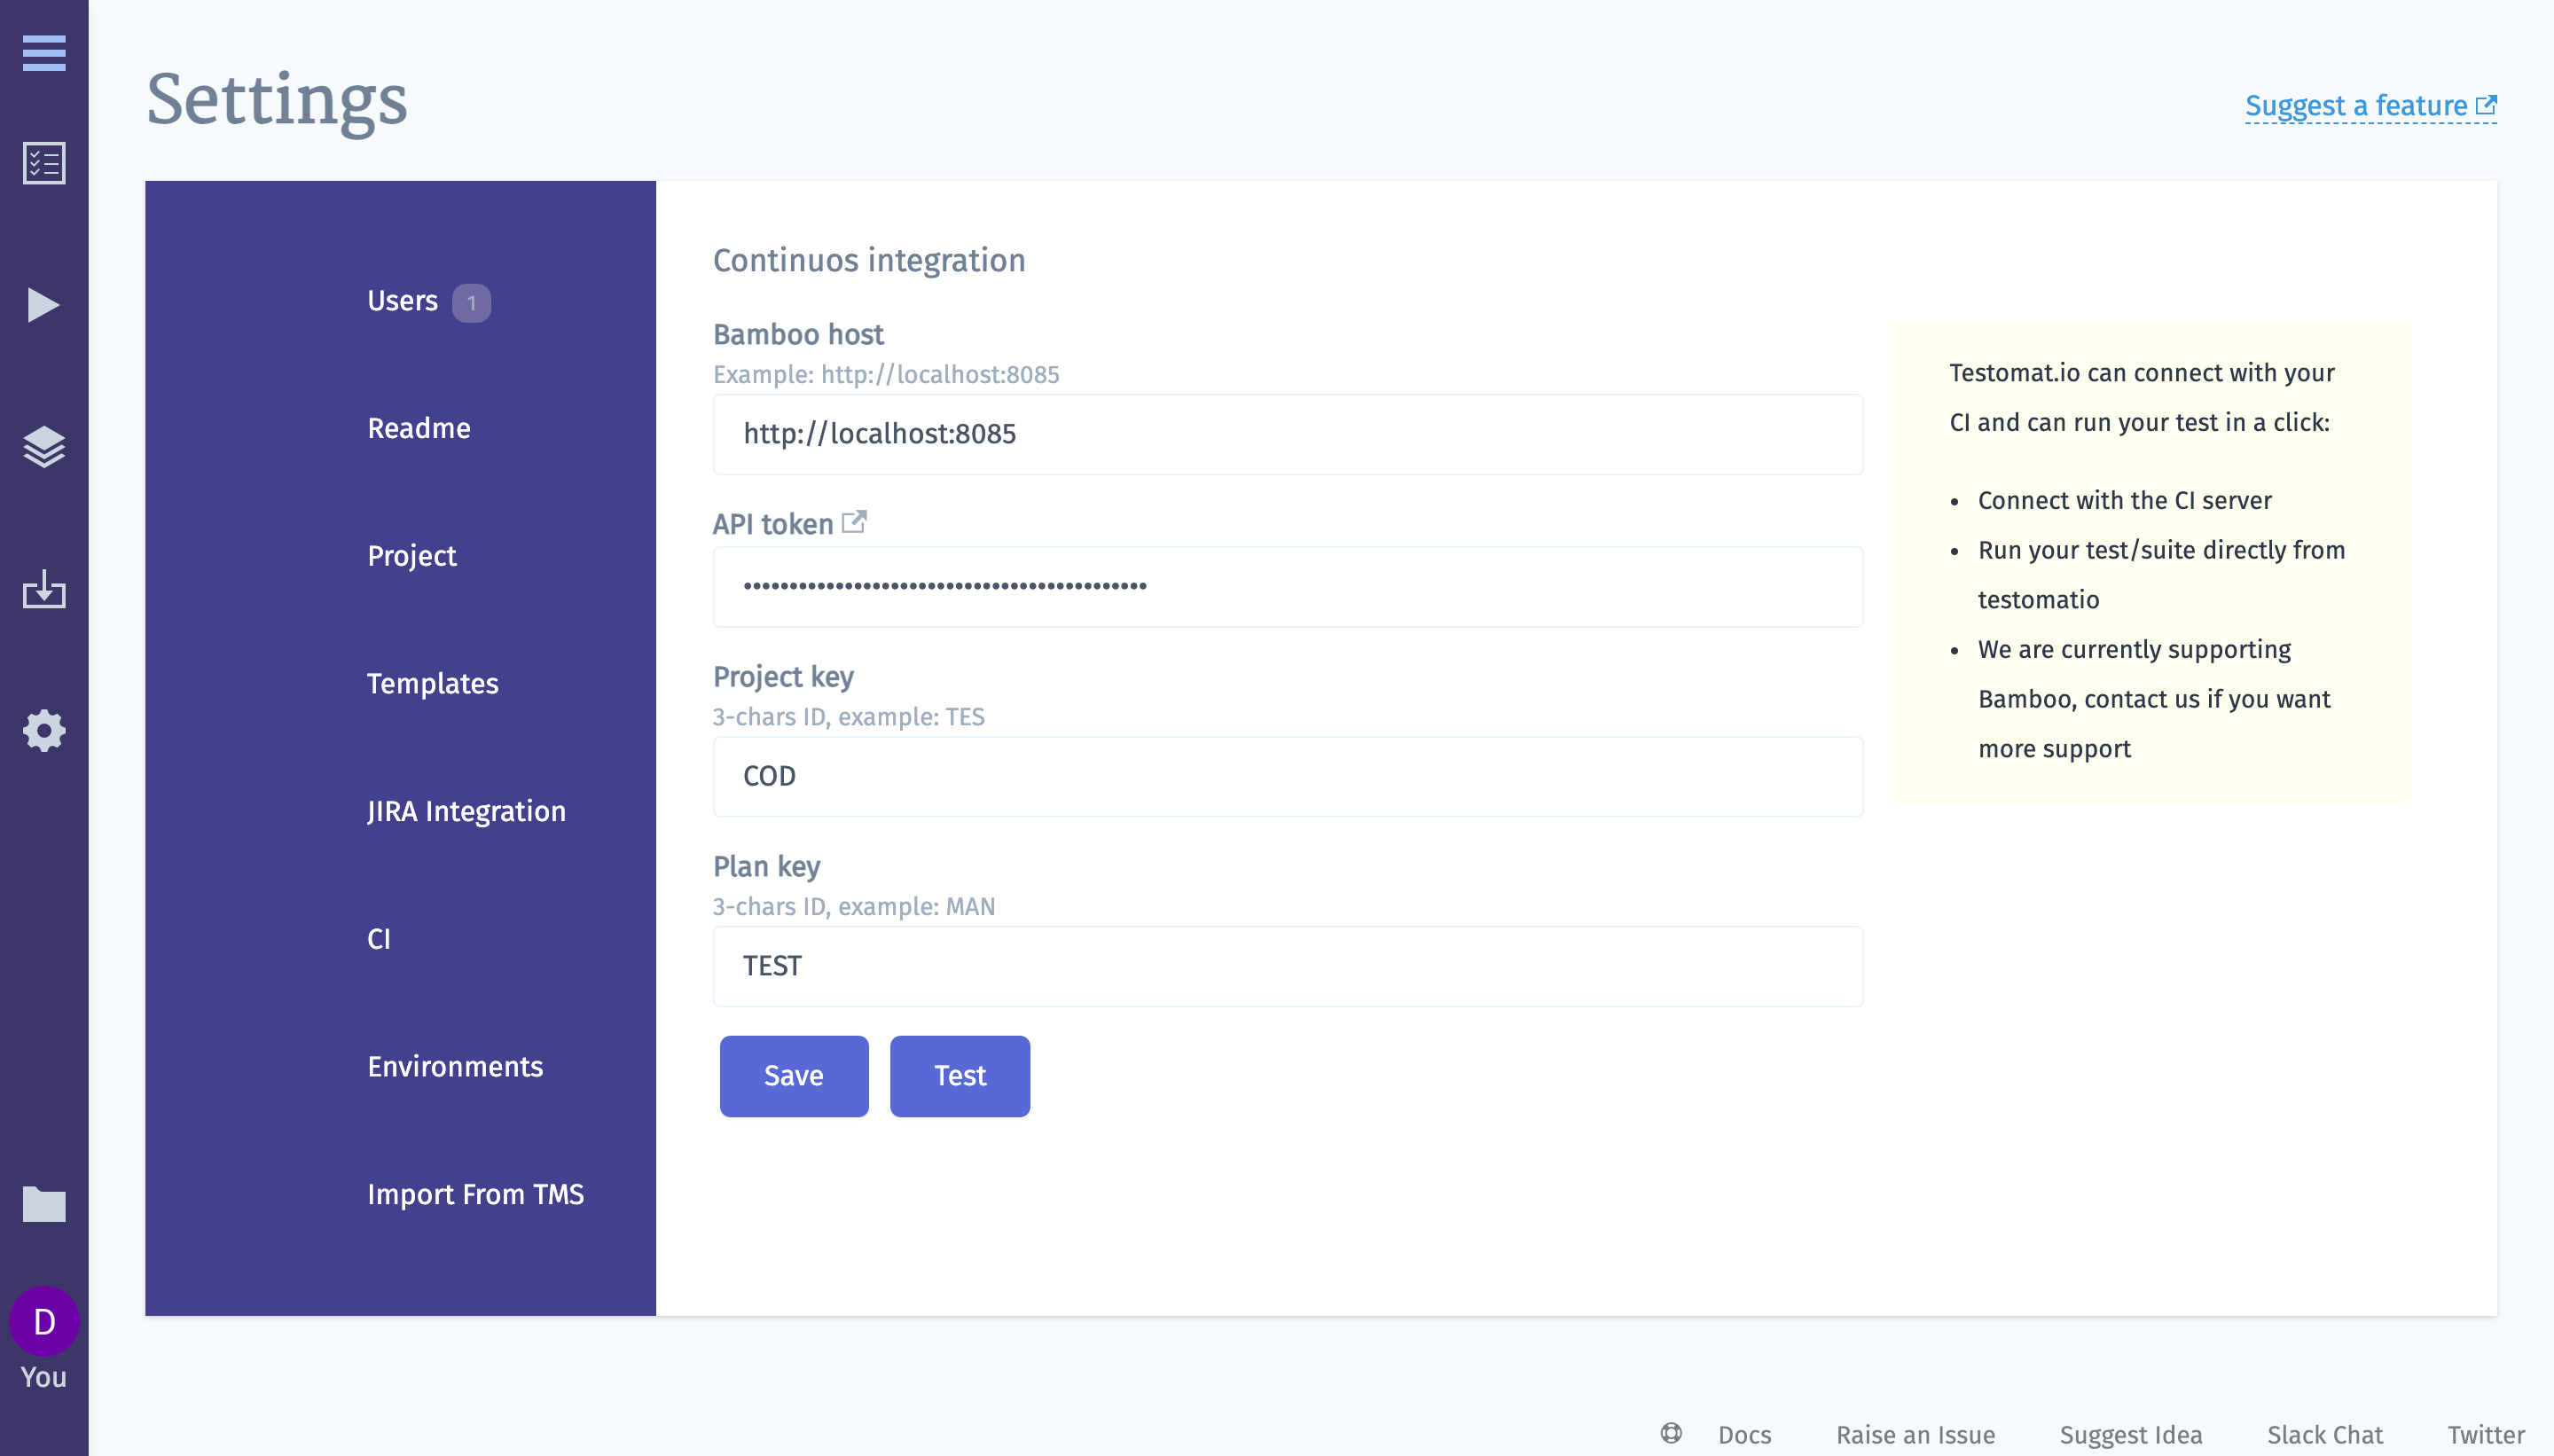 Settings
Suggest a feature
Users 1
Readme
Project
Templates
JIRA Integration
CI
Environments
Import From TMS
Continuos integration
Bamboo host
Example: http://localhost:8085
http://localhost:8085
API token
••••••••••••••••••••••••••••••••••••••••••••
Project key
3-chars ID, example: TES
COD
Plan key
3-chars ID, example: MAN
TEST
Save Test
Testomat.io can connect with your
CI and can run your test in a click:
• Connect with the CI server
• Run your test/suite directly from
testomatio
• We are currently supporting
Bamboo, contact us if you want
more support
D
You
Docs Raise an Issue Suggest Idea Slack Chat Twitter